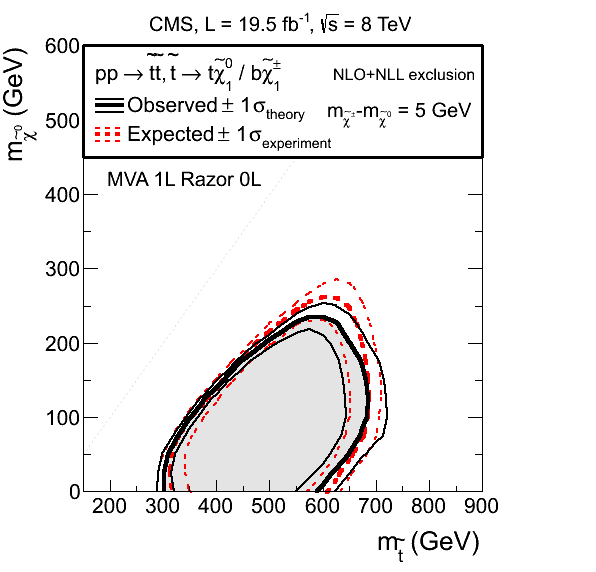 CMS, L = 19.5 fb⁻¹, √s = 8 TeV
pp → t̃t̃, t̃ → tχ̃⁰₁ / bχ̃±₁
NLO+NLL exclusion
Observed ± 1σtheory
mχ̃±-mχ̃⁰ = 5 GeV
Expected ± 1σexperiment
MVA 1L Razor 0L
mχ̃⁰ (GeV)
600
500
400
300
200
100
0
200 300 400 500 600 700 800 900
mt̃ (GeV)